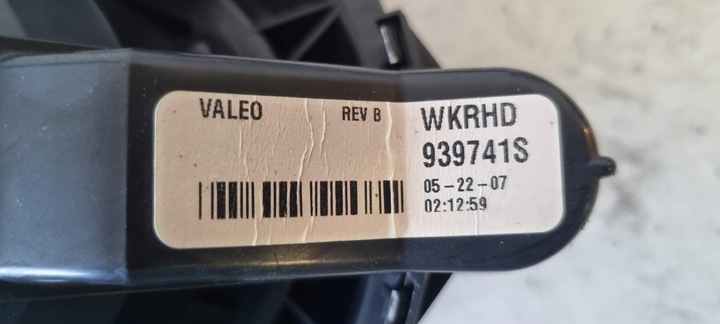 VALEO REV B WKRHD
939741S
05-22-07
02:12:59